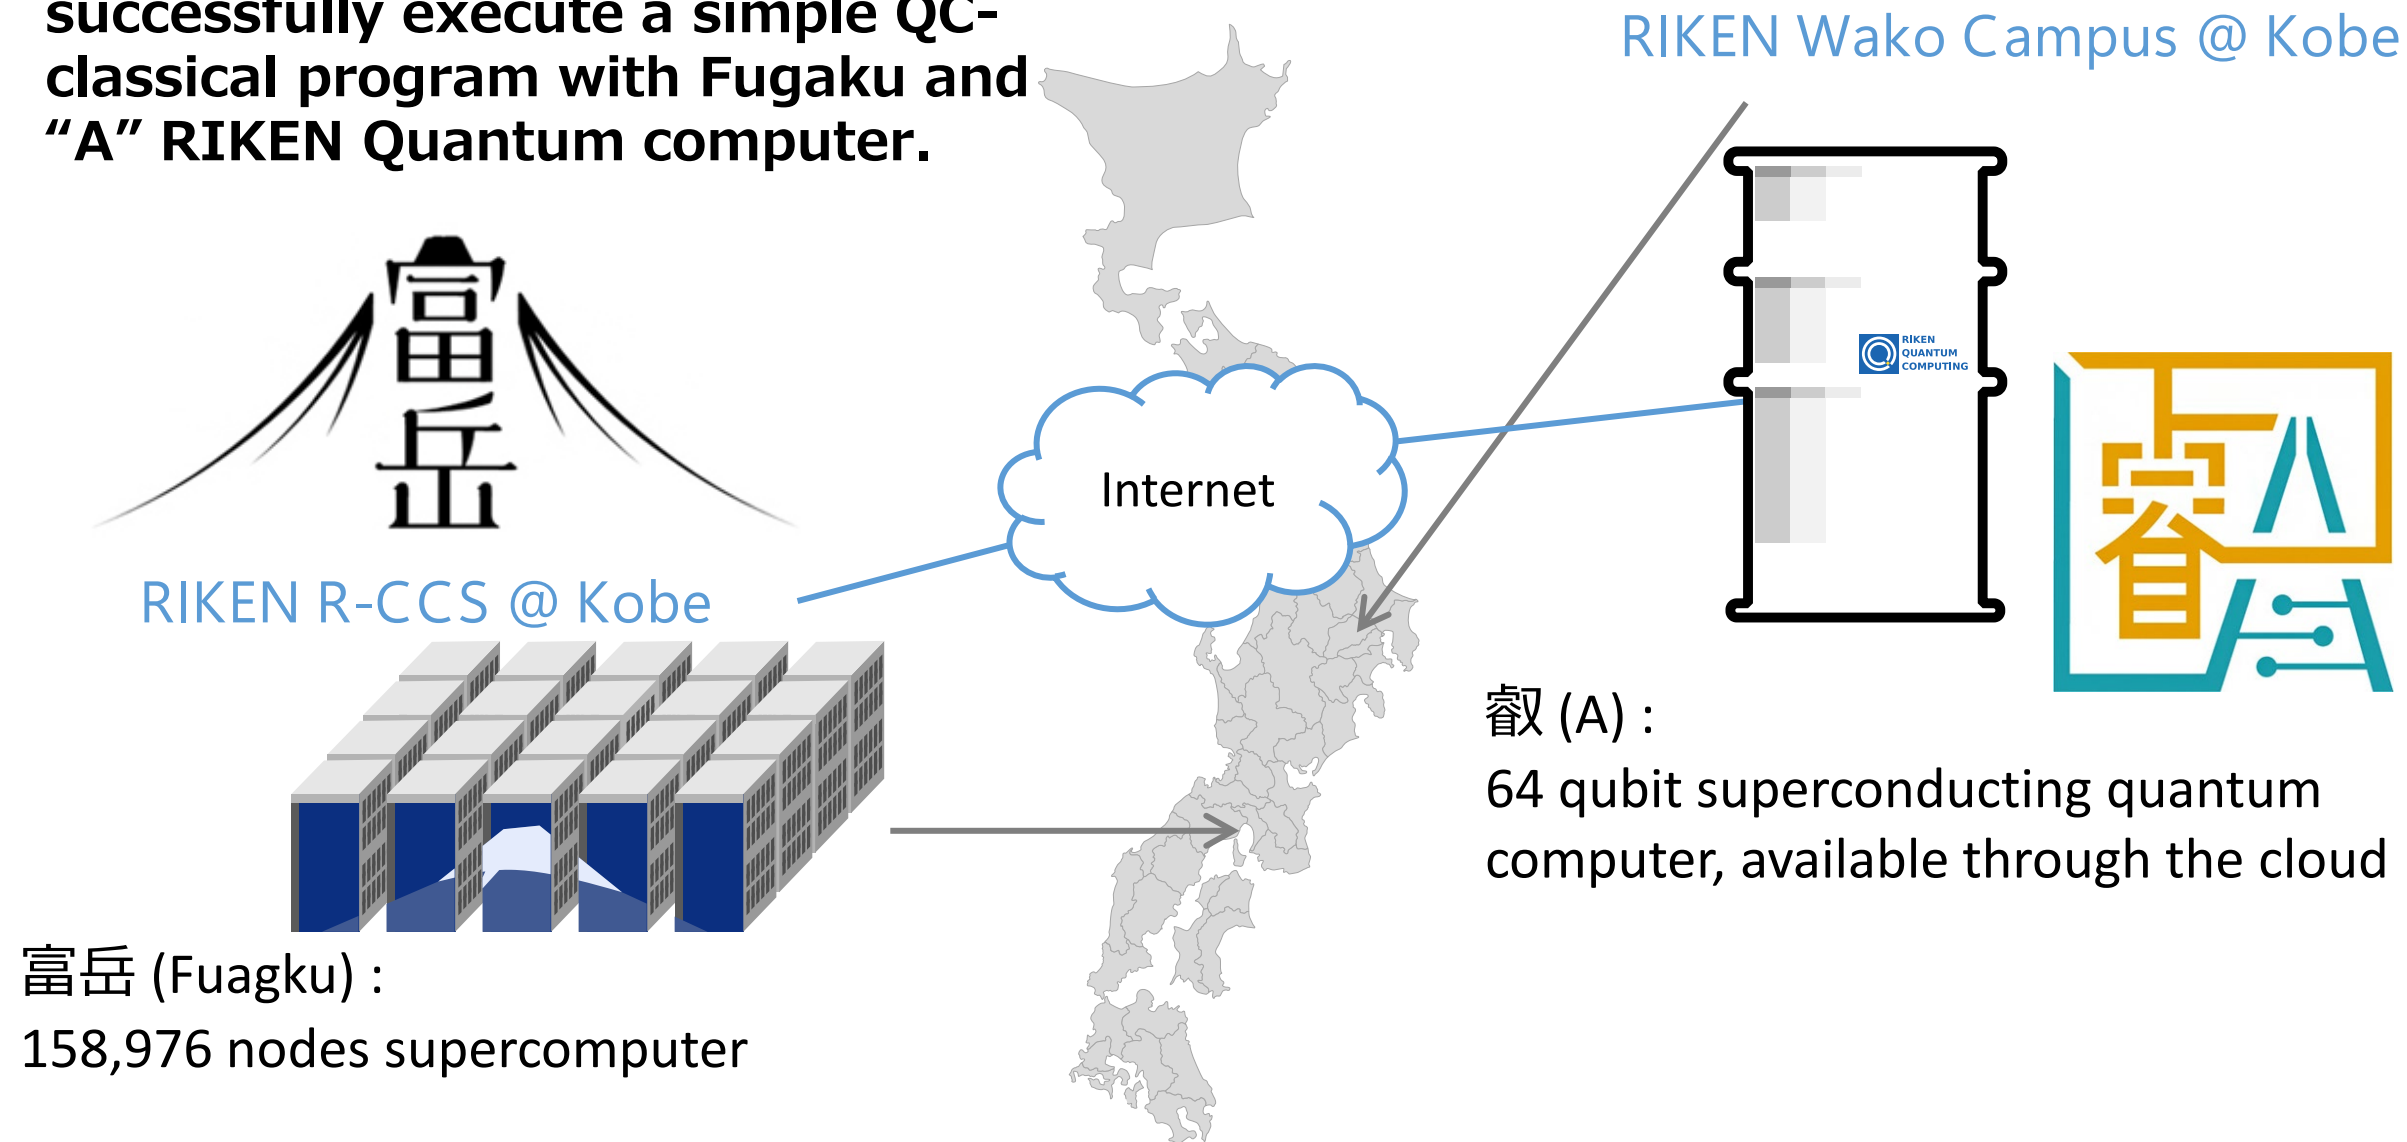 successfully execute a simple QC-
classical program with Fugaku and
“A” RIKEN Quantum computer.
RIKEN Wako Campus @ Kobe
富岳
RIKEN
QUANTUM
COMPUTING
Internet
叡
RIKEN R-CCS @ Kobe
叡 (A) :
64 qubit superconducting quantum
computer, available through the cloud
富岳 (Fuagku) :
158,976 nodes supercomputer